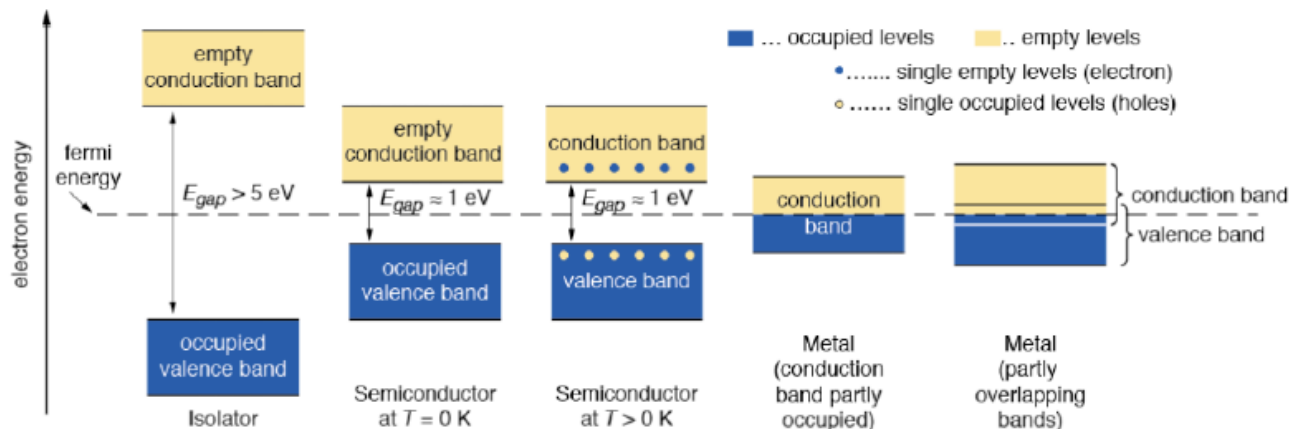 electron energy
fermi
energy
empty
conduction band
E_gap > 5 eV
occupied
valence band
Isolator
empty
conduction band
E_gap ≈ 1 eV
occupied
valence band
Semiconductor
at T = 0 K
conduction band
E_gap ≈ 1 eV
valence band
Semiconductor
at T > 0 K
... occupied levels
.. empty levels
....... single empty levels (electron)
...... single occupied levels (holes)
conduction
band
Metal
(conduction
band partly
occupied)
conduction band
valence band
Metal
(partly
overlapping
bands)